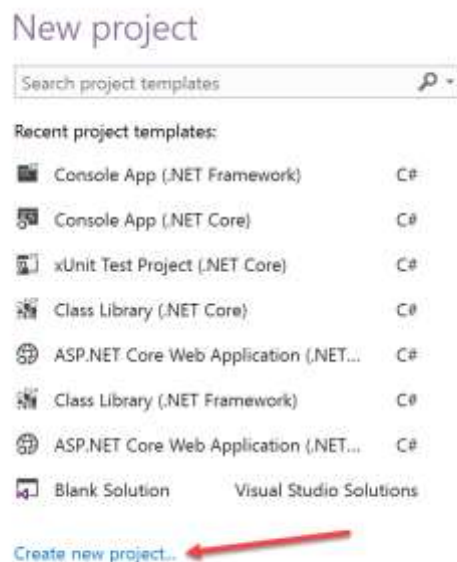 New project
Search project templates
Recent project templates:
Console App (.NET Framework) C#
Console App (.NET Core) C#
xUnit Test Project (.NET Core) C#
Class Library (.NET Core) C#
ASP.NET Core Web Application (.NET... C#
Class Library (.NET Framework) C#
ASP.NET Core Web Application (.NET... C#
Blank Solution Visual Studio Solutions
Create new project...